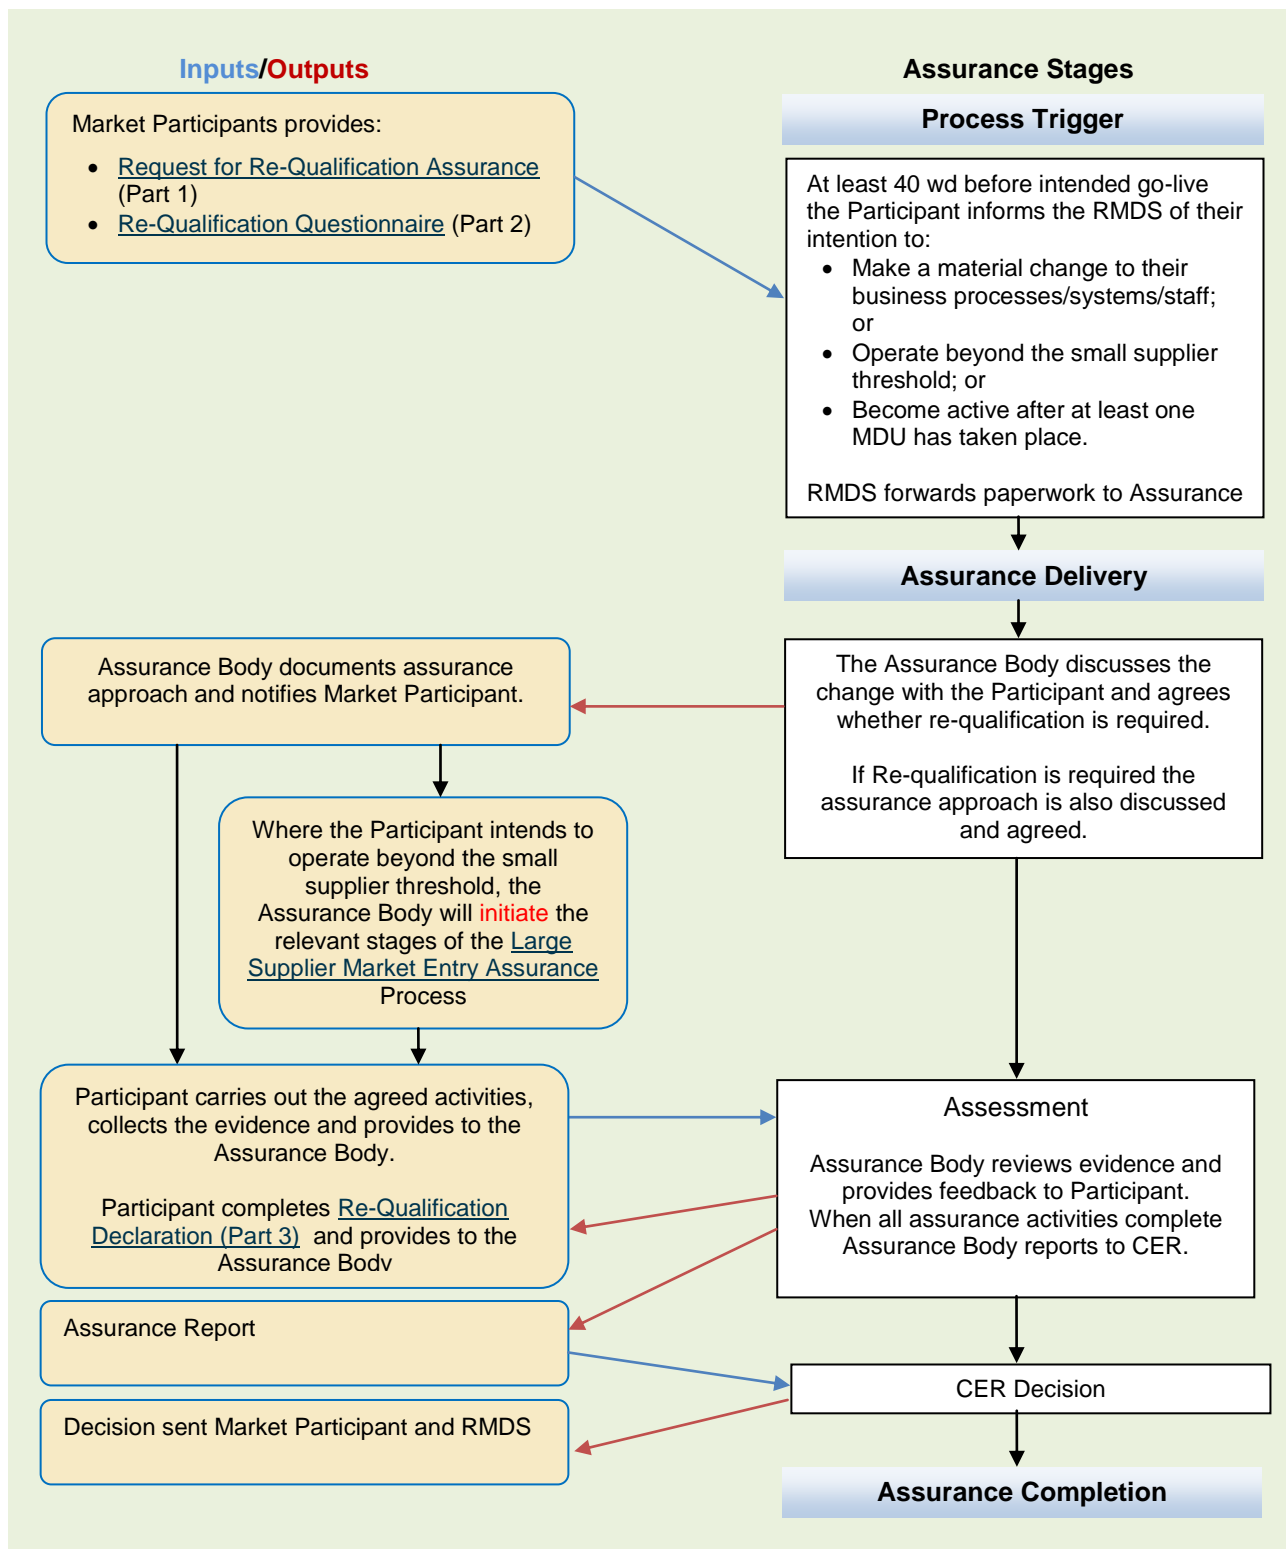 Inputs/Outputs
Assurance Stages
Market Participants provides:
• Request for Re-Qualification Assurance
(Part 1)
• Re-Qualification Questionnaire (Part 2)
Process Trigger
At least 40 wd before intended go-live
the Participant informs the RMDS of their
intention to:
• Make a material change to their
business processes/systems/staff;
or
• Operate beyond the small supplier
threshold; or
• Become active after at least one
MDU has taken place.
RMDS forwards paperwork to Assurance
Assurance Delivery
Assurance Body documents assurance
approach and notifies Market Participant.
The Assurance Body discusses the
change with the Participant and agrees
whether re-qualification is required.
If Re-qualification is required the
assurance approach is also discussed
and agreed.
Where the Participant intends to
operate beyond the small
supplier threshold, the
Assurance Body will initiate the
relevant stages of the Large
Supplier Market Entry Assurance
Process
Participant carries out the agreed activities,
collects the evidence and provides to the
Assurance Body.
Participant completes Re-Qualification
Declaration (Part 3) and provides to the
Assurance Body
Assessment
Assurance Body reviews evidence and
provides feedback to Participant.
When all assurance activities complete
Assurance Body reports to CER.
Assurance Report
CER Decision
Decision sent Market Participant and RMDS
Assurance Completion